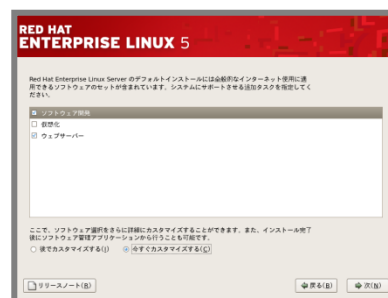 RED HAT
ENTERPRISE LINUX 5
Red Hat Enterprise Linux Server のデフォルトインストールには全般的なインターネット使用に適
用できるソフトウェアのセットが含まれています。システムにサポートさせる追加タスクを指定してく
ださい。
ソフトウェア開発
仮想化
ウェブサーバー
ここで、ソフトウェア選択をさらに詳細にカスタマイズすることができます。また、インストール完了
後にソフトウェア管理アプリケーションから行うことも可能です。
後でカスタマイズする(l) 今すぐカスタマイズする(C)
リリースノート(R) 戻る(B) 次(N)